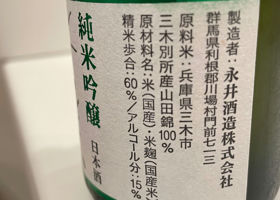 製造者：永井酒造株式会社
群馬県利根郡川場村門前七一三
原料米：兵庫県三木市
三木別所産山田錦100%
原材料名：米（国産）・米麹（国産米
精米歩合：60%／アルコール分：15%
純米吟醸
日本酒